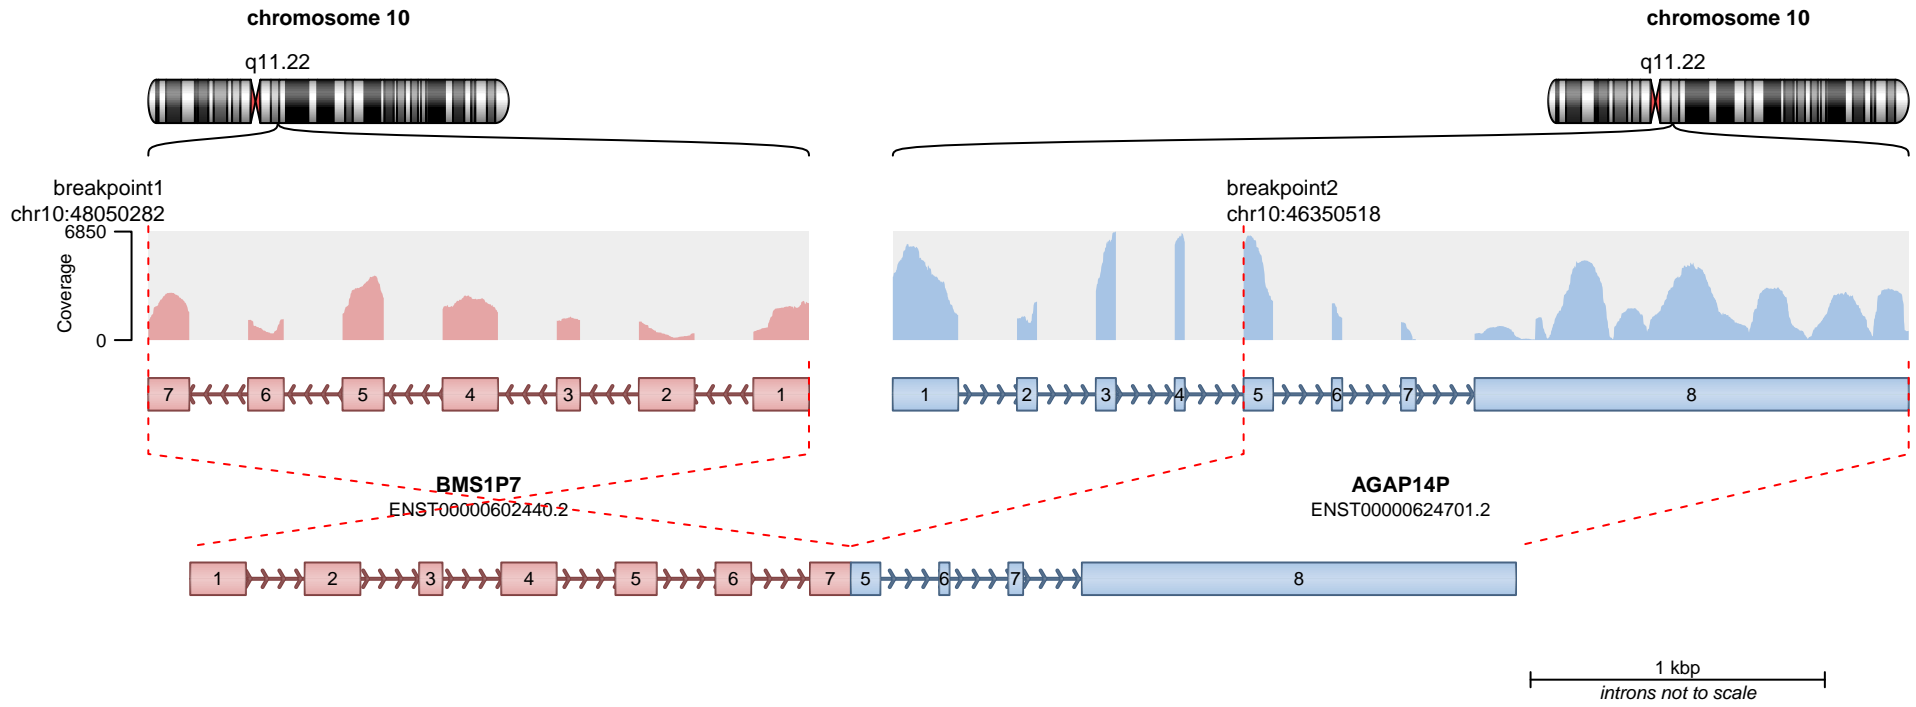 chromosome 10
chromosome 10
q11.22
q11.22
breakpoint1
chr10:48050282
breakpoint2
chr10:46350518
6850
Coverage
0
7 6 5 4 3 2 1
1 2 3 4 5 6 7 8
BMS1P7
ENST00000602440.2
AGAP14P
ENST00000624701.2
1 2 3 4 5 6 7 5 6 7 8
1 kbp
introns not to scale